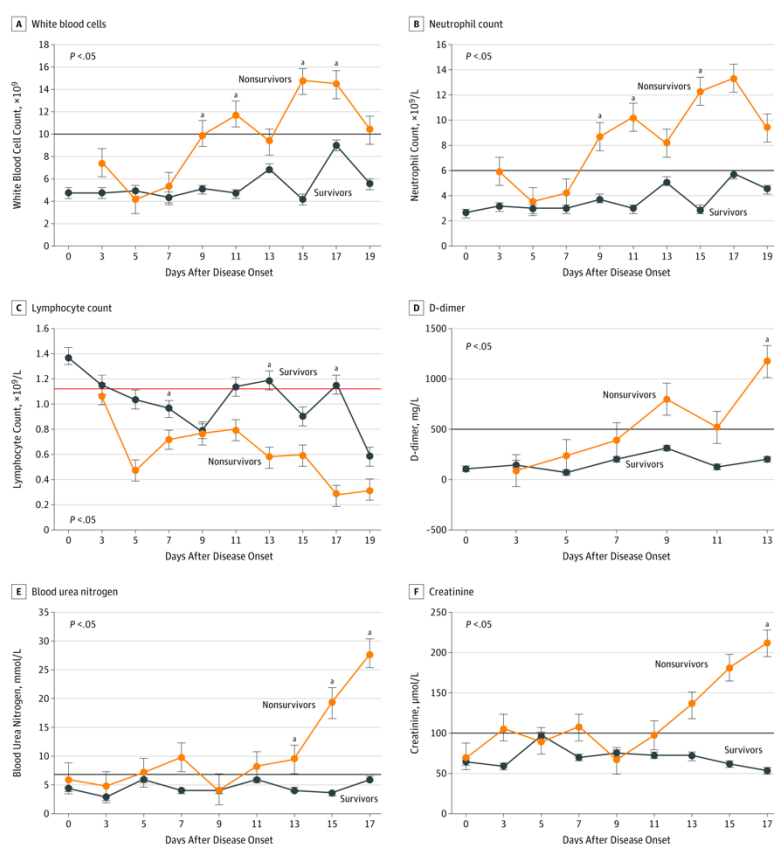 A White blood cells
P <.05
White Blood Cell Count, ×10⁹
18
16
14
12
10
8
6
4
2
0
Nonsurvivors
Survivors
a
a
a
a
0 3 5 7 9 11 13 15 17 19
Days After Disease Onset
B Neutrophil count
P <.05
Neutrophil Count, ×10⁹/L
16
14
12
10
8
6
4
2
0
Nonsurvivors
Survivors
a
a
a
0 3 5 7 9 11 13 15 17 19
Days After Disease Onset
C Lymphocyte count
Lymphocyte Count, ×10⁹/L
1.6
1.4
1.2
1.0
0.8
0.6
0.4
0.2
0
a
a
a
Survivors
Nonsurvivors
P <.05
0 3 5 7 9 11 13 15 17 19
Days After Disease Onset
D D-dimer
P <.05
D-dimer, mg/L
1500
1000
500
0
-500
Nonsurvivors
Survivors
a
0 3 5 7 9 11 13
Days After Disease Onset
E Blood urea nitrogen
P <.05
Blood Urea Nitrogen, mmol/L
35
30
25
20
15
10
5
0
a
a
a
Nonsurvivors
Survivors
0 3 5 7 9 11 13 15 17
Days After Disease Onset
F Creatinine
P <.05
Creatinine, µmol/L
250
200
150
100
50
0
a
Nonsurvivors
Survivors
0 3 5 7 9 11 13 15 17
Days After Disease Onset